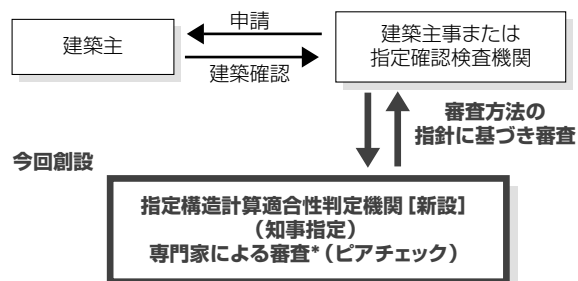 申請
建築主
建築主事または
指定確認検査機関
建築確認
審査方法の
指針に基づき審査
今回創設
指定構造計算適合性判定機関［新設］
（知事指定）
専門家による審査*（ピアチェック）